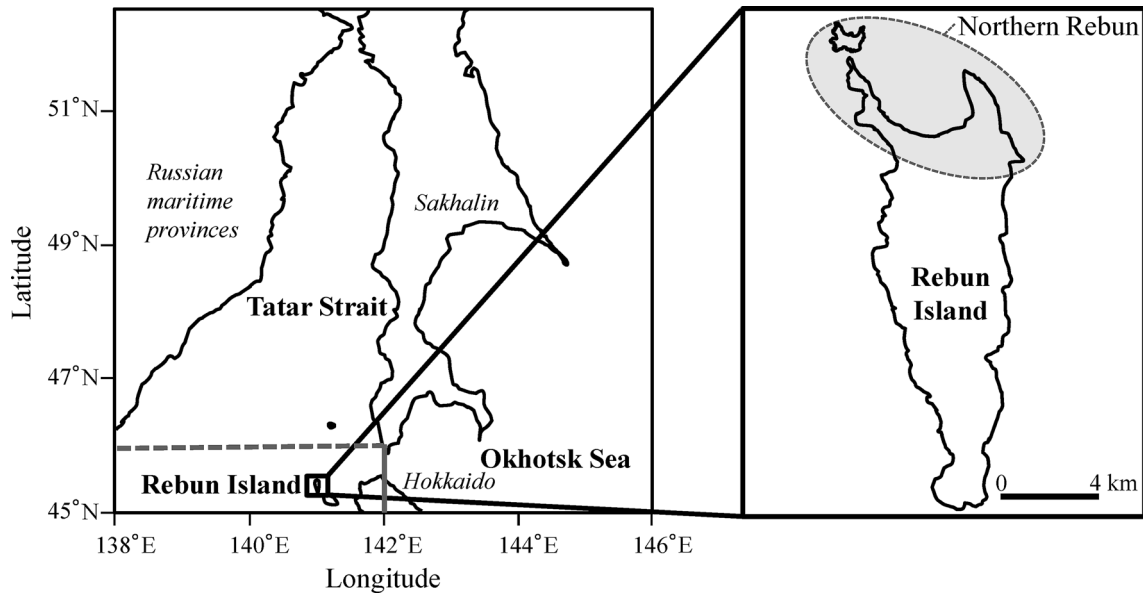 Northern Rebun
51°N
Russian
maritime
provinces
Sakhalin
49°N
Latitude
Tatar Strait
Rebun
Island
47°N
Okhotsk Sea
Rebun Island
Hokkaido
0 4 km
45°N
138°E 140°E 142°E 144°E 146°E
Longitude